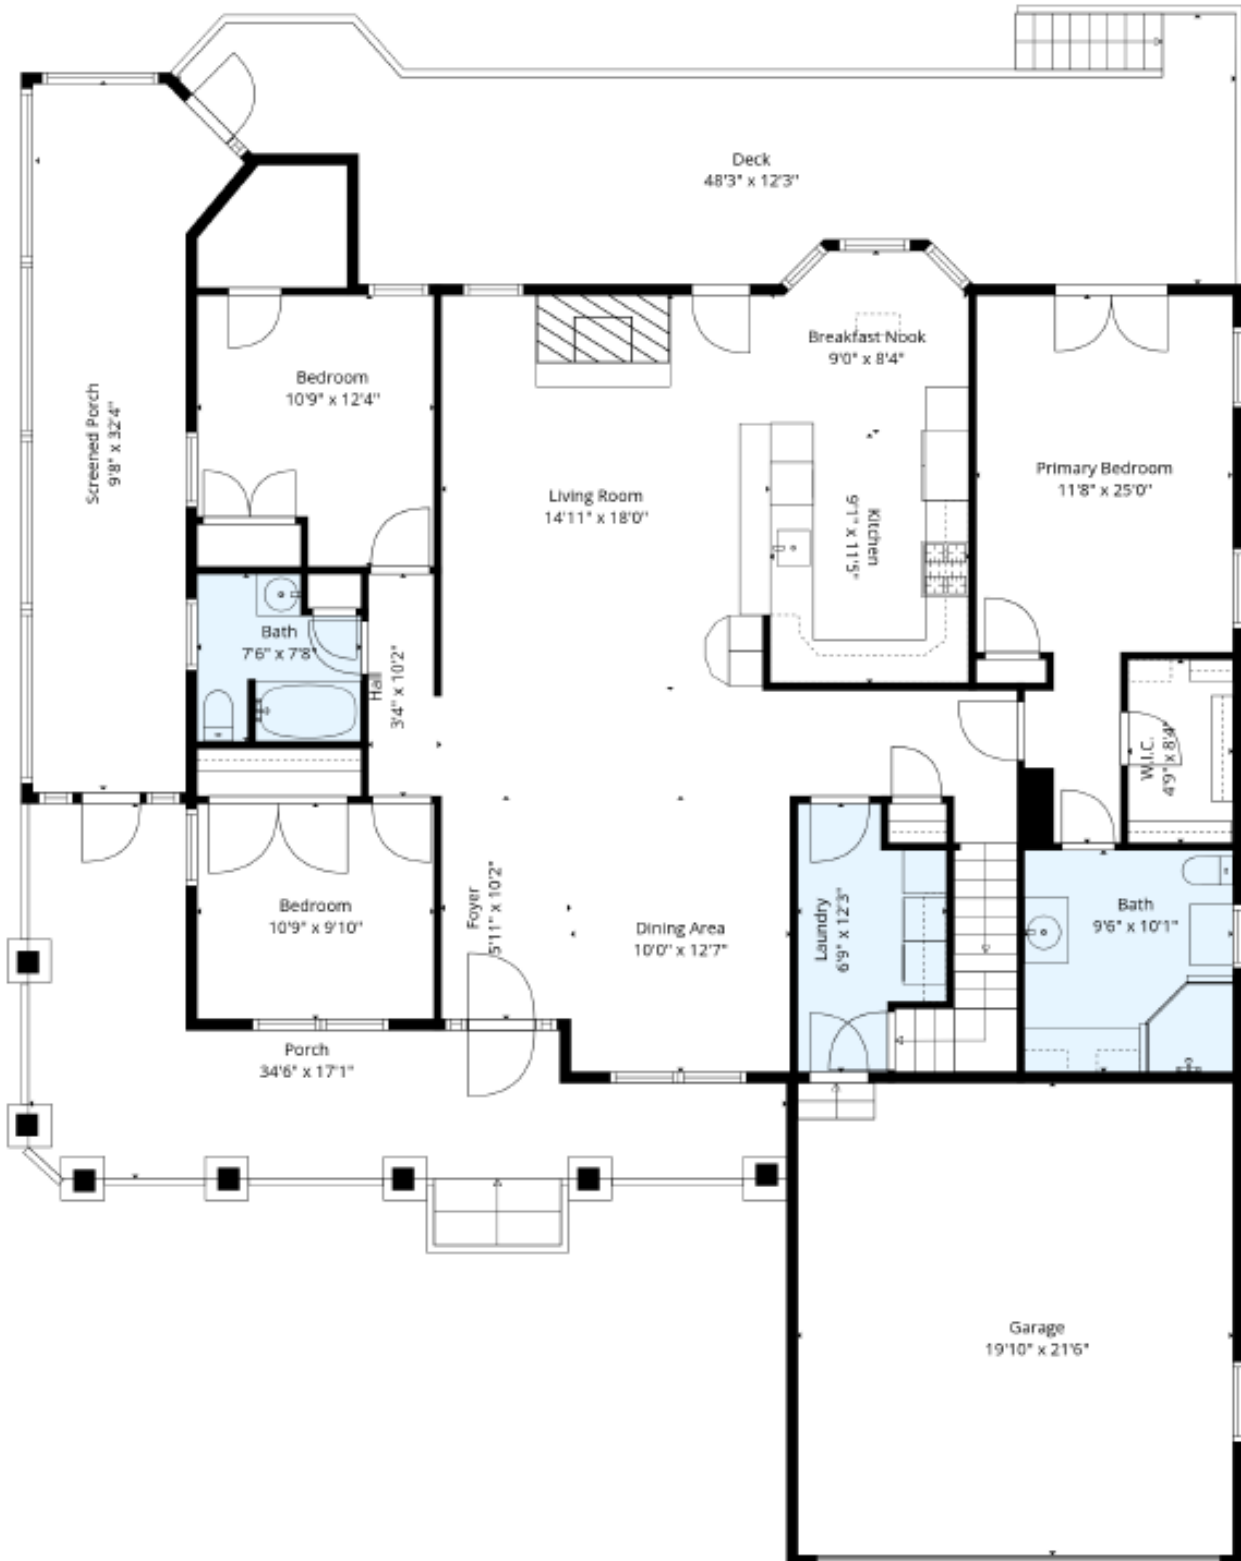 Deck
48'3" x 12'3"
Breakfast Nook
9'0" x 8'4"
Bedroom
10'9" x 12'4"
Screened Porch
9'8" x 32'4"
Primary Bedroom
11'8" x 25'0"
Living Room
14'11" x 18'0"
Kitchen
9'1" x 11'5"
Bath
7'6" x 7'8"
Hall
3'4" x 10'2"
W.I.C.
4'9" x 8'4"
Bedroom
10'9" x 9'10"
Foyer
5'11" x 10'2"
Dining Area
10'0" x 12'7"
Laundry
6'9" x 12'3"
Bath
9'6" x 10'1"
Porch
34'6" x 17'1"
Garage
19'10" x 21'6"